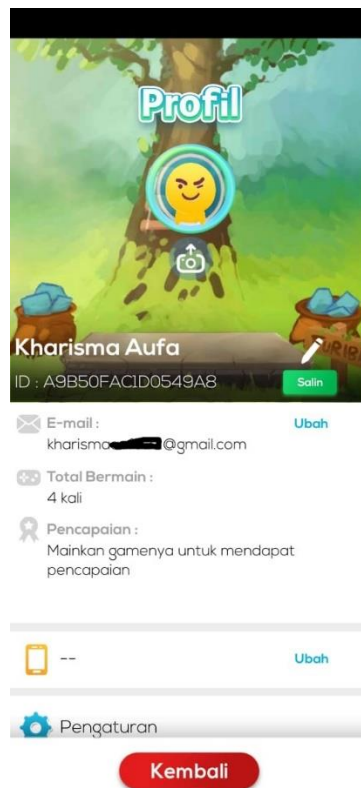 Profil
Kharisma Aufa
ID : A9B50FAC1D0549A8
Salin
E-mail :
Ubah
kharisma @gmail.com
Total Bermain :
4 kali
Pencapaian :
Mainkan gamenya untuk mendapat
pencapaian
--
Ubah
Pengaturan
Kembali